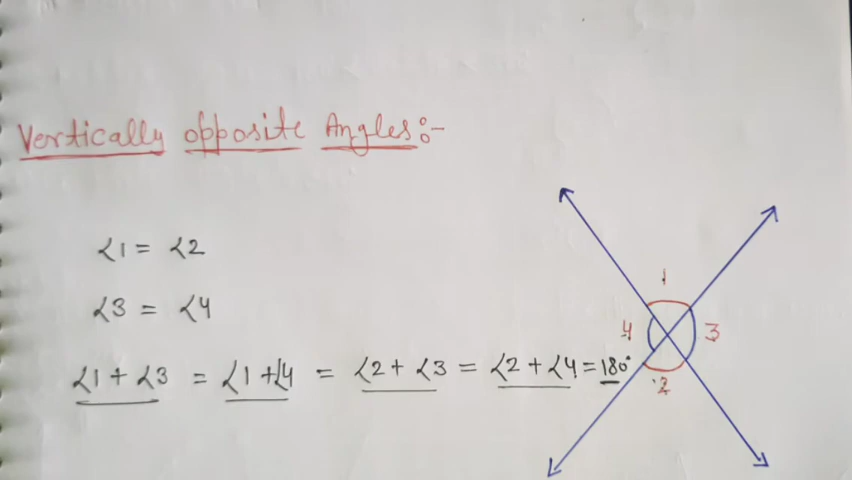 Vertically opposite Angles:-
∠1 = ∠2
∠3 = ∠4
∠1 + ∠3 = ∠1 + ∠4 = ∠2 + ∠3 = ∠2 + ∠4 = 180°
1
4
3
2